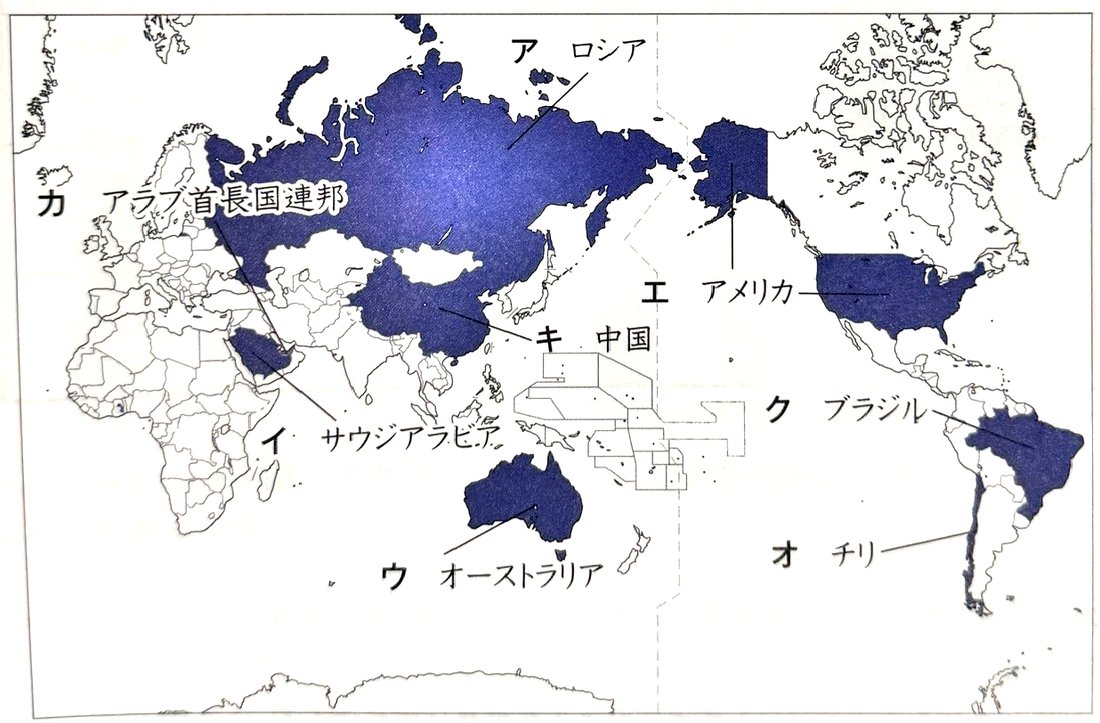 ア ロシア
カ アラブ首長国連邦
エ アメリカ
キ 中国
ク ブラジル
イ サウジアラビア
オ チリ
ウ オーストラリア